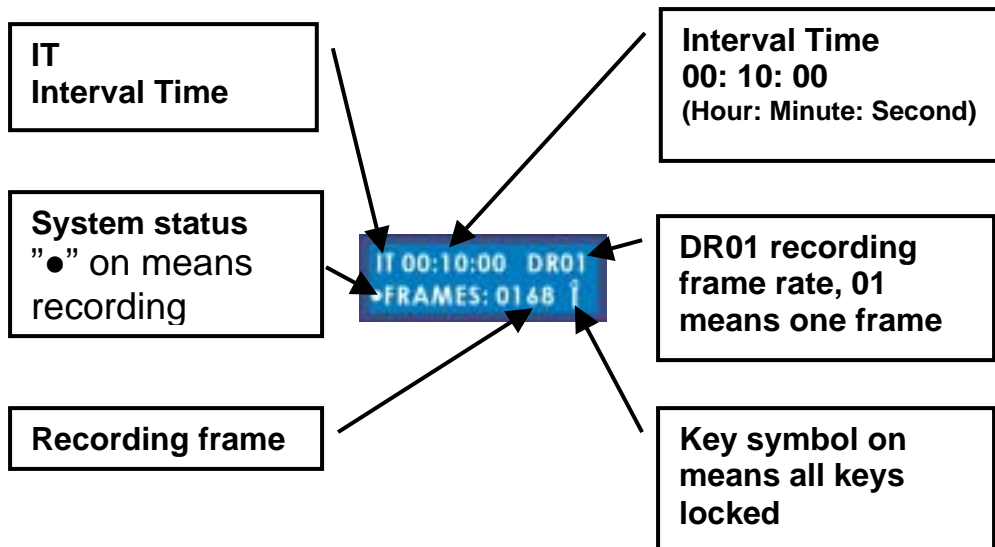 IT
Interval Time
Interval Time
00: 10: 00
(Hour: Minute: Second)
System status
”●” on means
recording
IT 00:10:00 DR01
●FRAMES: 0168
DR01 recording
frame rate, 01
means one frame
Recording frame
Key symbol on
means all keys
locked